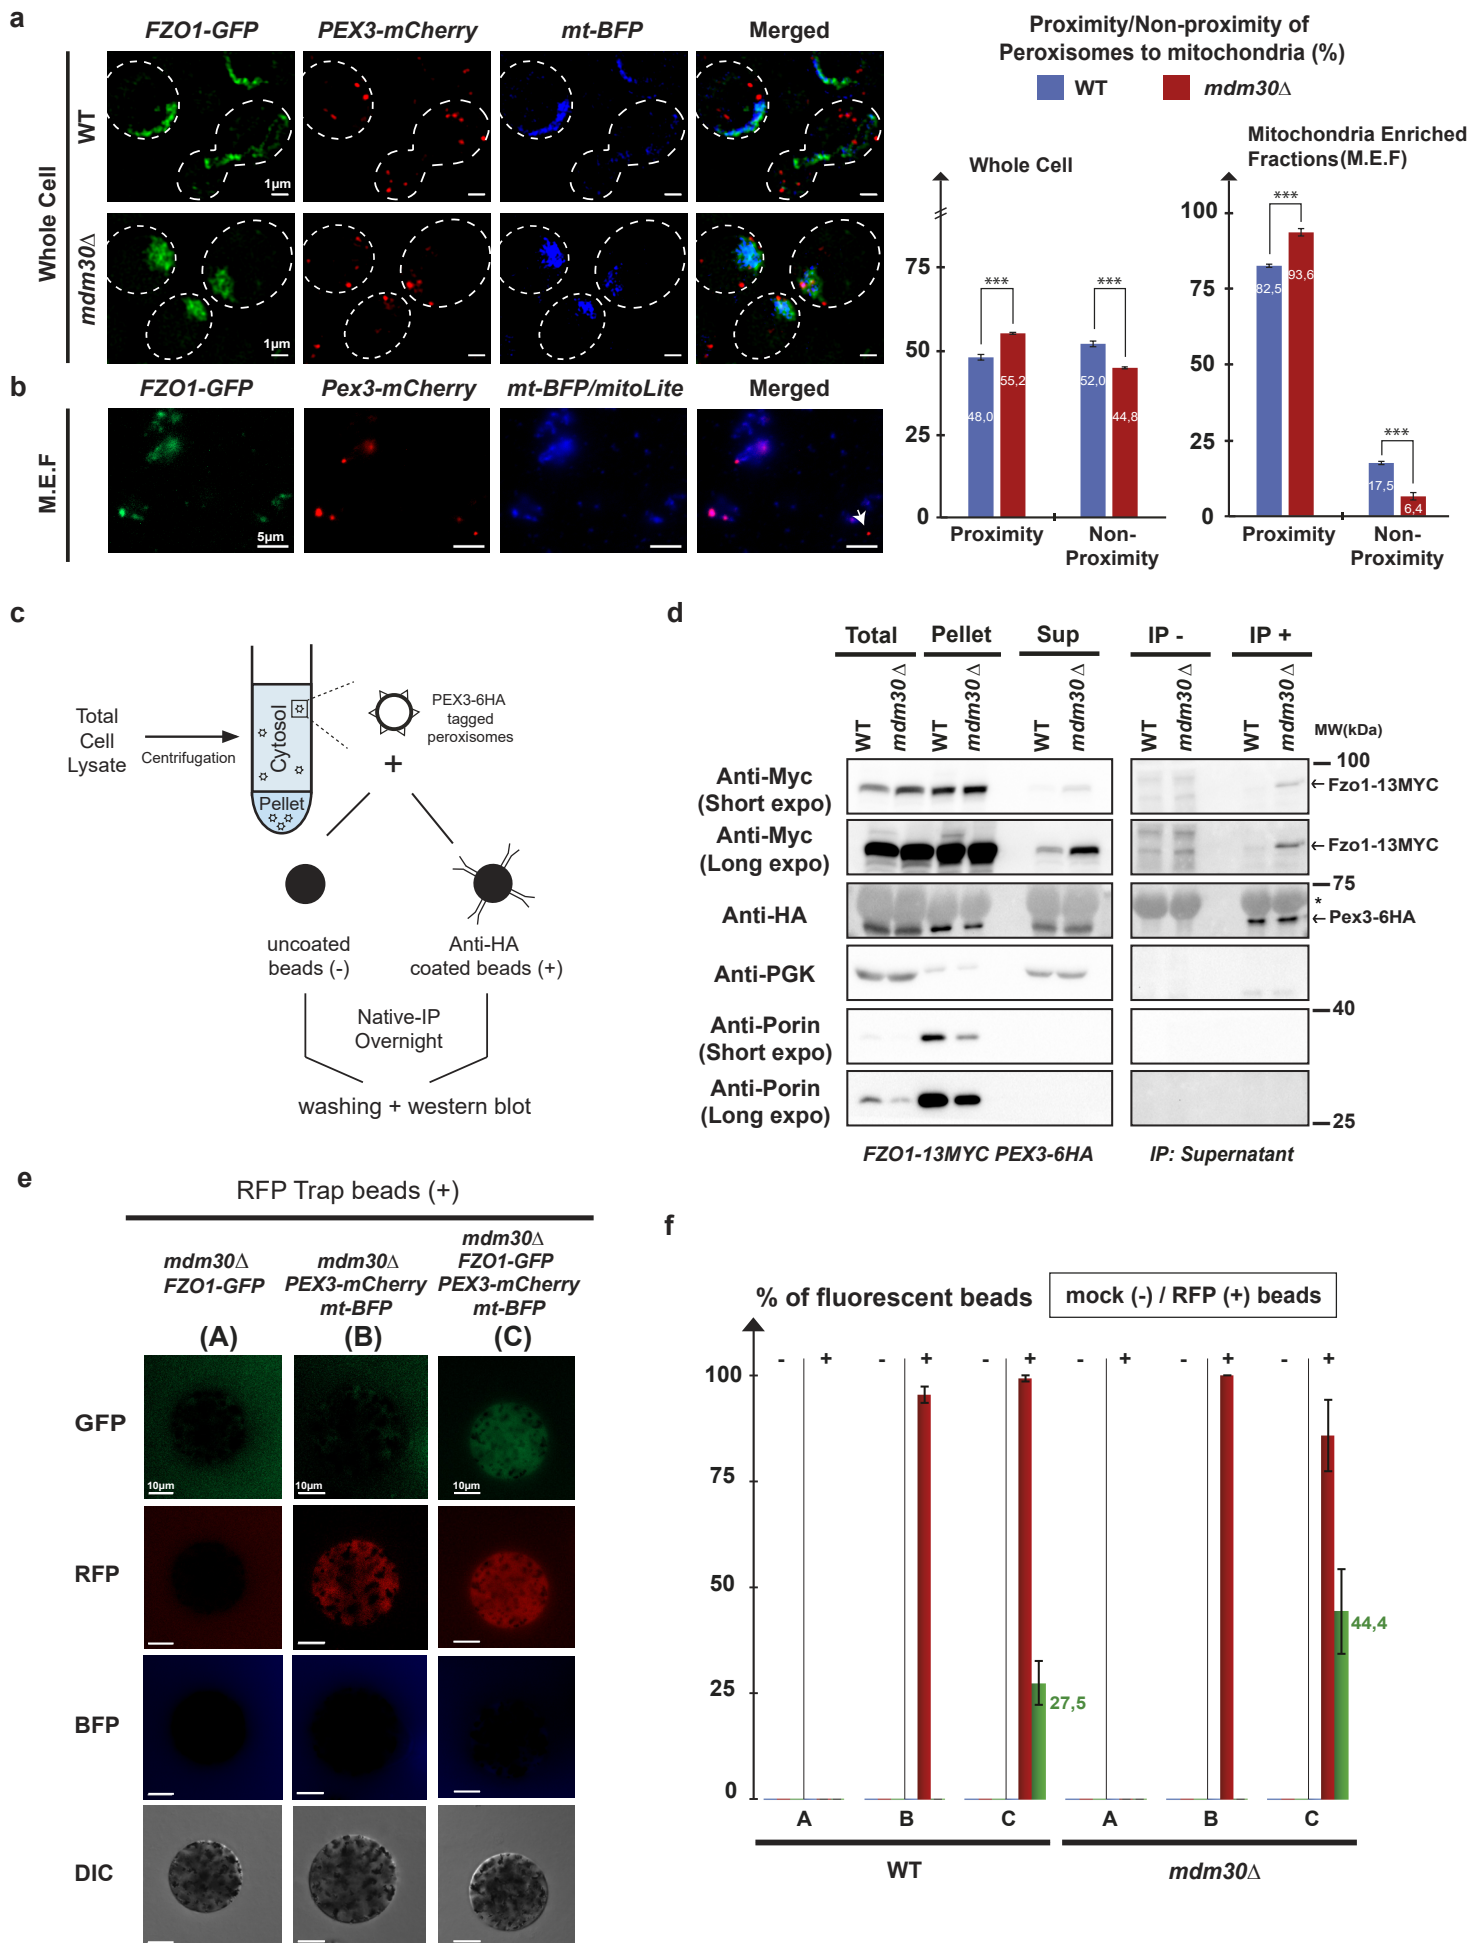 a
FZO1-GFP PEX3-mCherry mt-BFP Merged
Whole Cell
WT
1µm
mdm30Δ
1µm
Proximity/Non-proximity of
Peroxisomes to mitochondria (%)
WT mdm30Δ
Whole Cell
75
50
25
0
***
***
48,0
55,2
52,0
44,8
Proximity
Non-
Proximity
Mitochondria Enriched
Fractions(M.E.F)
100
75
50
25
0
***
***
82,5
93,6
17,5
6,4
Proximity
Non-
Proximity
b
FZO1-GFP Pex3-mCherry mt-BFP/mitoLite Merged
M.E.F
5µm
c
Total
Cell
Lysate
Centrifugation
Cytosol
Pellet
PEX3-6HA
tagged
peroxisomes
+
uncoated
beads (-)
Anti-HA
coated beads (+)
Native-IP
Overnight
washing + western blot
d
Total Pellet Sup IP - IP +
WT mdm30Δ WT mdm30Δ WT mdm30Δ WT mdm30Δ WT mdm30Δ
MW(kDa)
100
Anti-Myc
(Short expo)
←Fzo1-13MYC
Anti-Myc
(Long expo)
←Fzo1-13MYC
75
Anti-HA
*
←Pex3-6HA
Anti-PGK
40
Anti-Porin
(Short expo)
Anti-Porin
(Long expo)
25
FZO1-13MYC PEX3-6HA
IP: Supernatant
e
RFP Trap beads (+)
mdm30Δ
FZO1-GFP
(A)
mdm30Δ
PEX3-mCherry
mt-BFP
(B)
mdm30Δ
FZO1-GFP
PEX3-mCherry
mt-BFP
(C)
GFP
10µm 10µm 10µm
RFP
BFP
DIC
f
% of fluorescent beads
mock (-) / RFP (+) beads
- + - + - + - + - + - +
100
75
50
25
0
27,5
44,4
A B C A B C
WT mdm30Δ